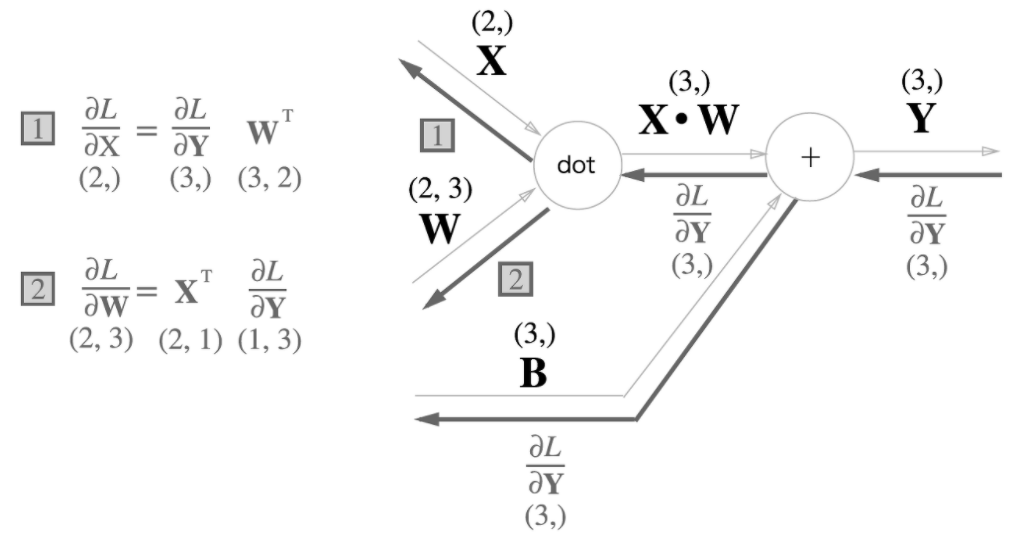 1 ∂L/∂X = ∂L/∂Y W^T
(2,) (3,) (3, 2)
2 ∂L/∂W = X^T ∂L/∂Y
(2, 3) (2, 1) (1, 3)
(2,)
X
1
(2, 3)
W
2
dot
(3,)
X • W
∂L/∂Y
(3,)
+
(3,)
Y
∂L/∂Y
(3,)
(3,)
B
∂L/∂Y
(3,)